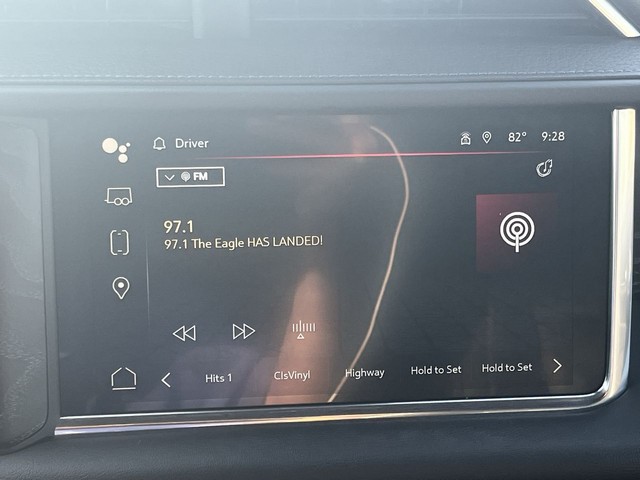 Driver
82° 9:28
FM
97.1
97.1 The Eagle HAS LANDED!
Hits 1 ClsVinyl Highway Hold to Set Hold to Set